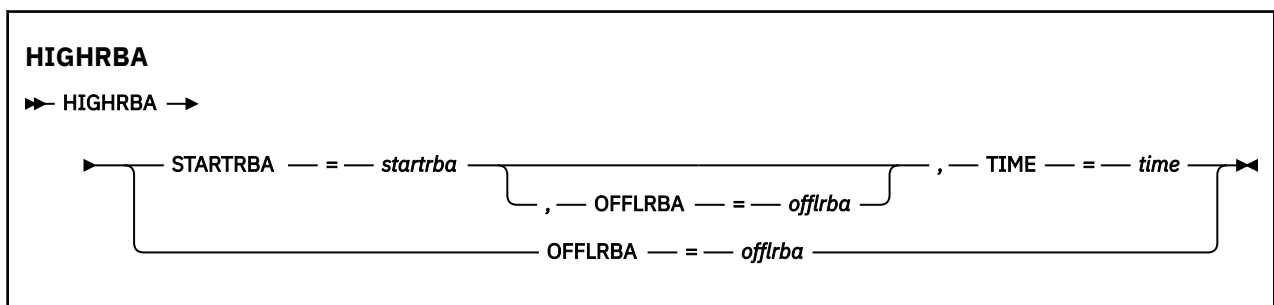 HIGHRBA
HIGHRBA
STARTRBA = startrba , TIME = time
, OFFLRBA = offlrba
OFFLRBA = offlrba